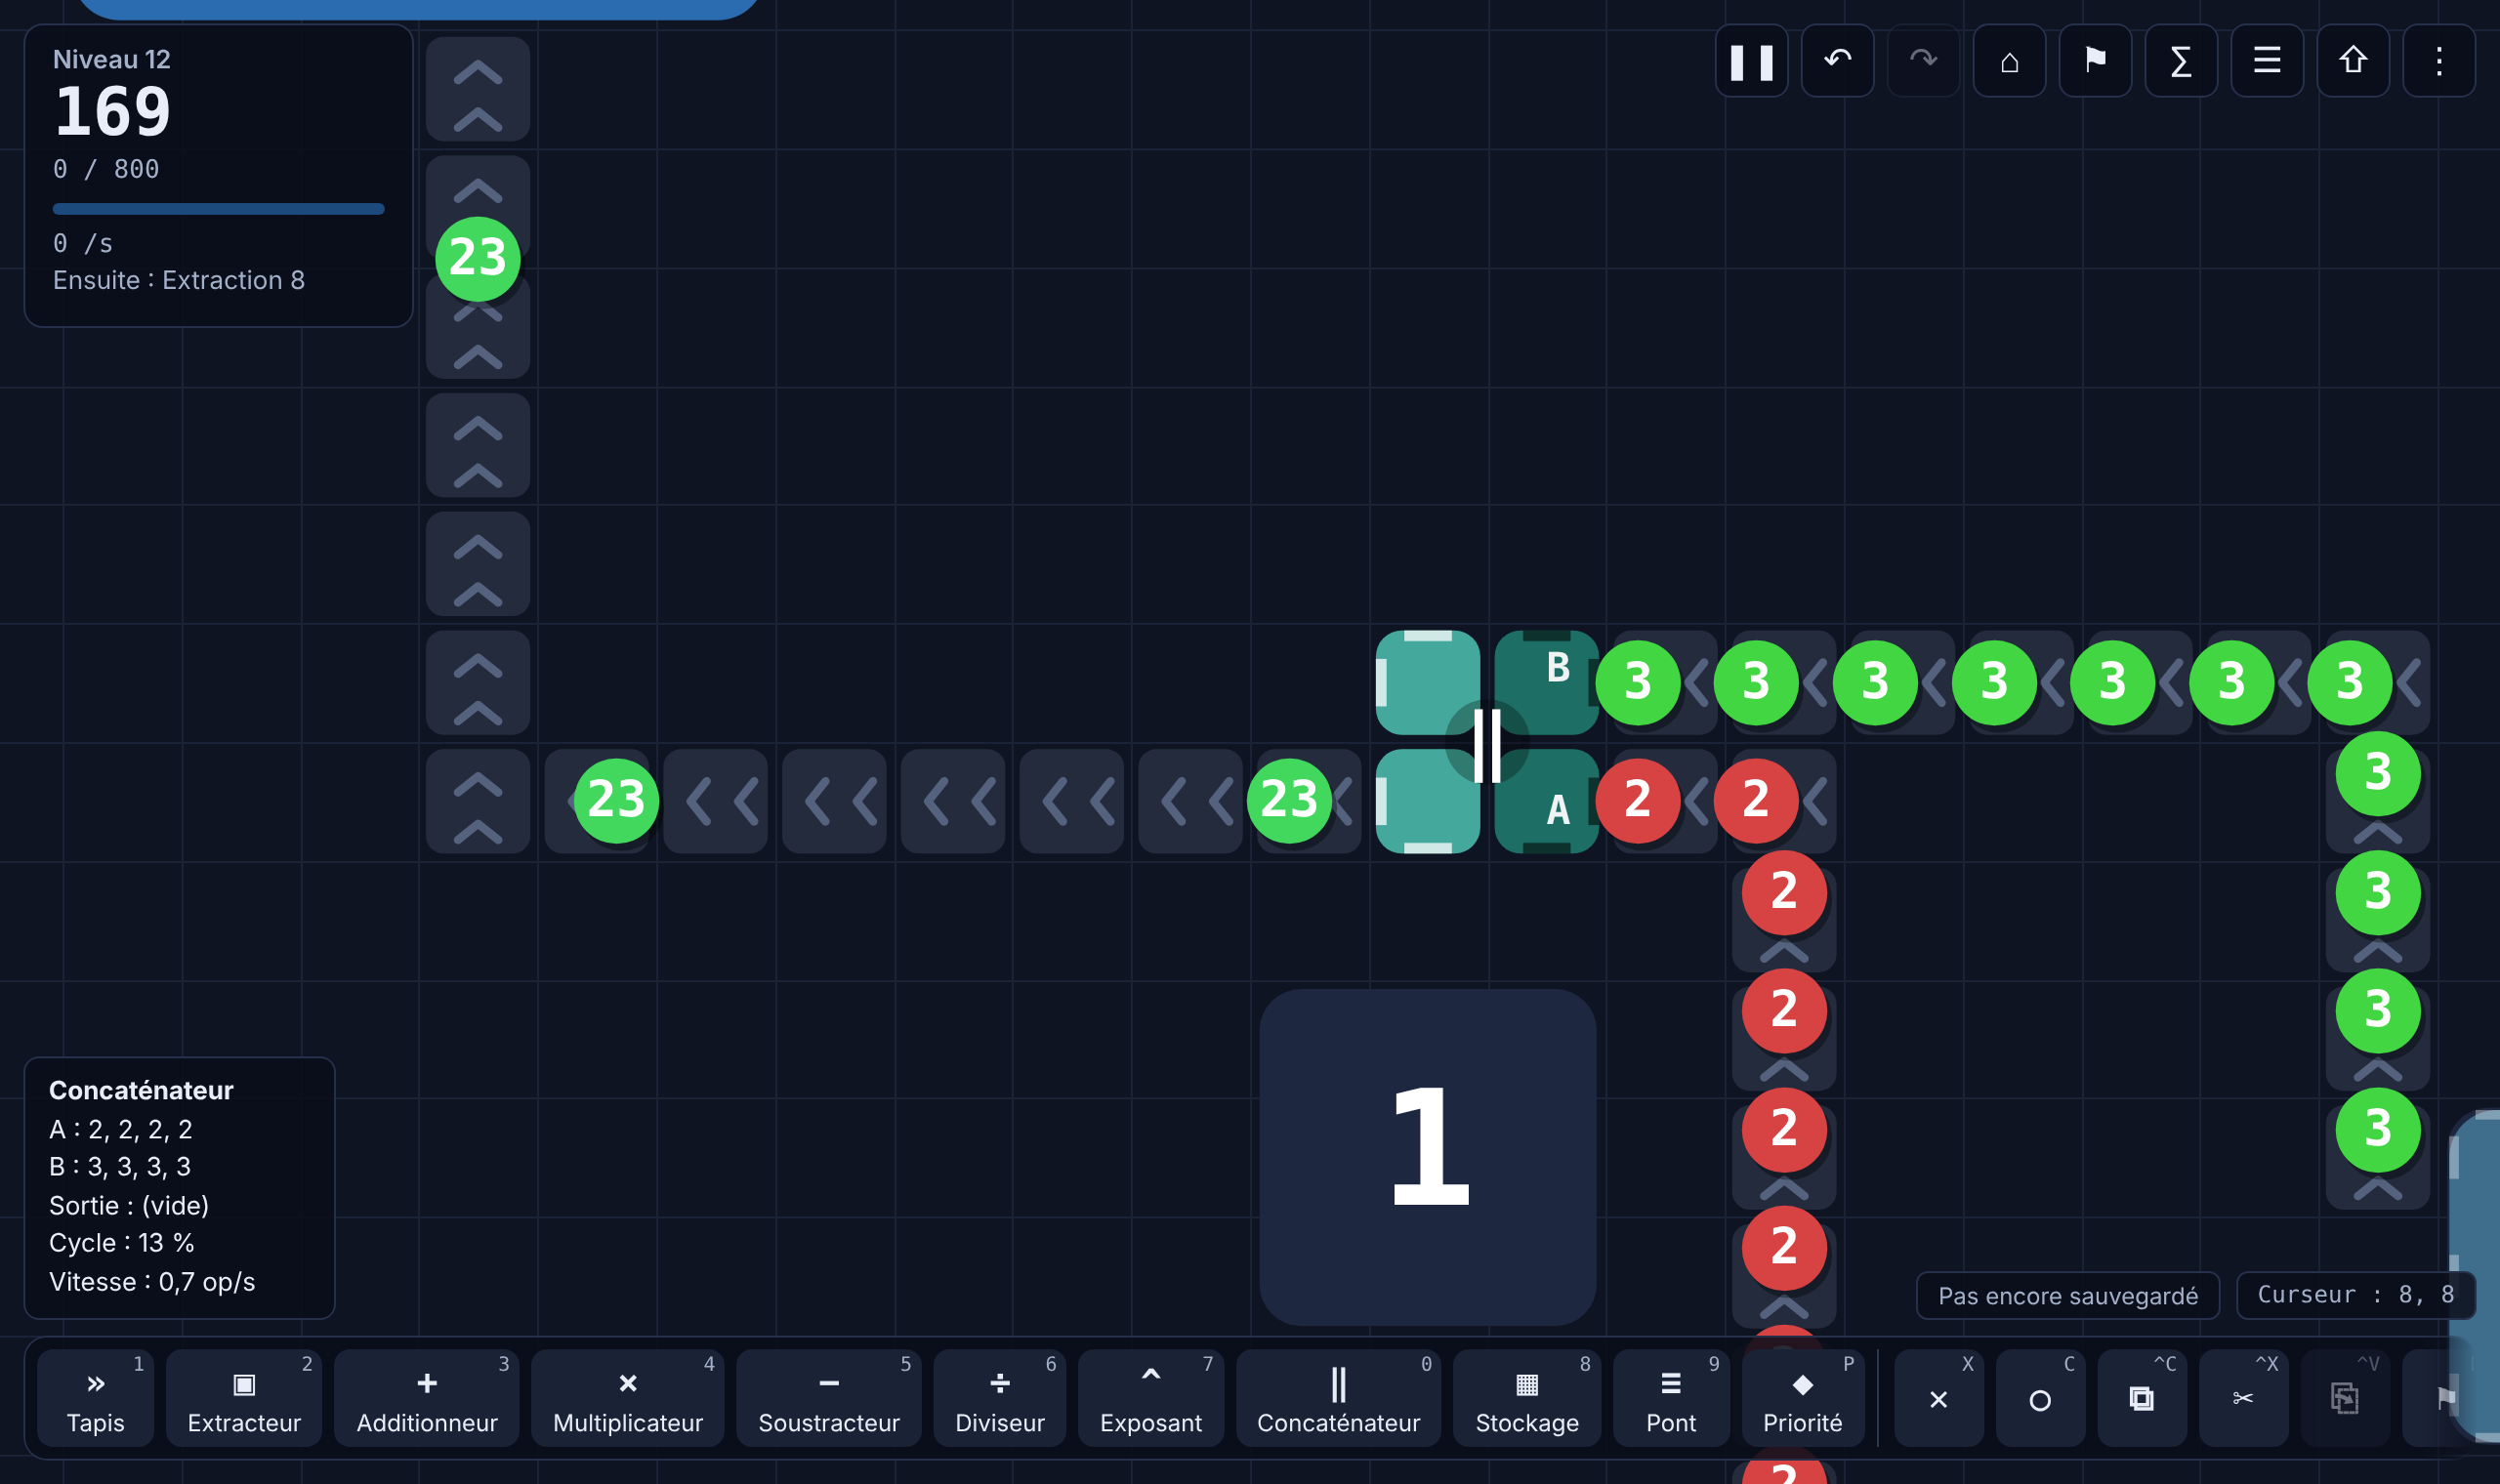 Niveau 12
169
0 / 800
0 /s
Ensuite : Extraction 8
23
B 3 3 3 3 3 3 3
23 23 A 2 2 3
2 3
2 3
2 3
1
2
Concaténateur
A : 2, 2, 2, 2
B : 3, 3, 3, 3
Sortie : (vide)
Cycle : 13 %
Vitesse : 0,7 op/s
Pas encore sauvegardé
Curseur : 8, 8
1 2 3 4 5 6 7 0 8 9 P X C ^C ^X ^V
Tapis Extracteur Additionneur Multiplicateur Soustracteur Diviseur Exposant Concaténateur Stockage Pont Priorité
2